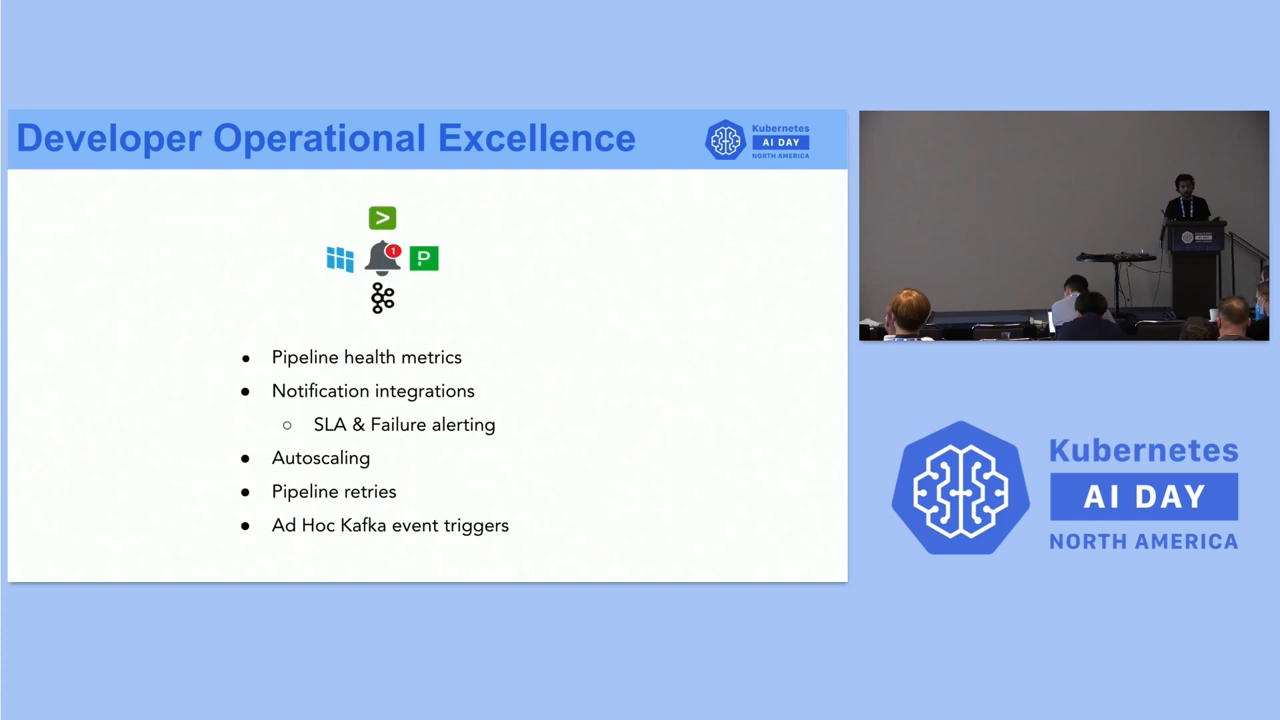 Developer Operational Excellence
Kubernetes
AI DAY
NORTH AMERICA
>
1
P
● Pipeline health metrics
● Notification integrations
○ SLA & Failure alerting
● Autoscaling
● Pipeline retries
● Ad Hoc Kafka event triggers
Kubernetes
AI DAY
NORTH AMERICA